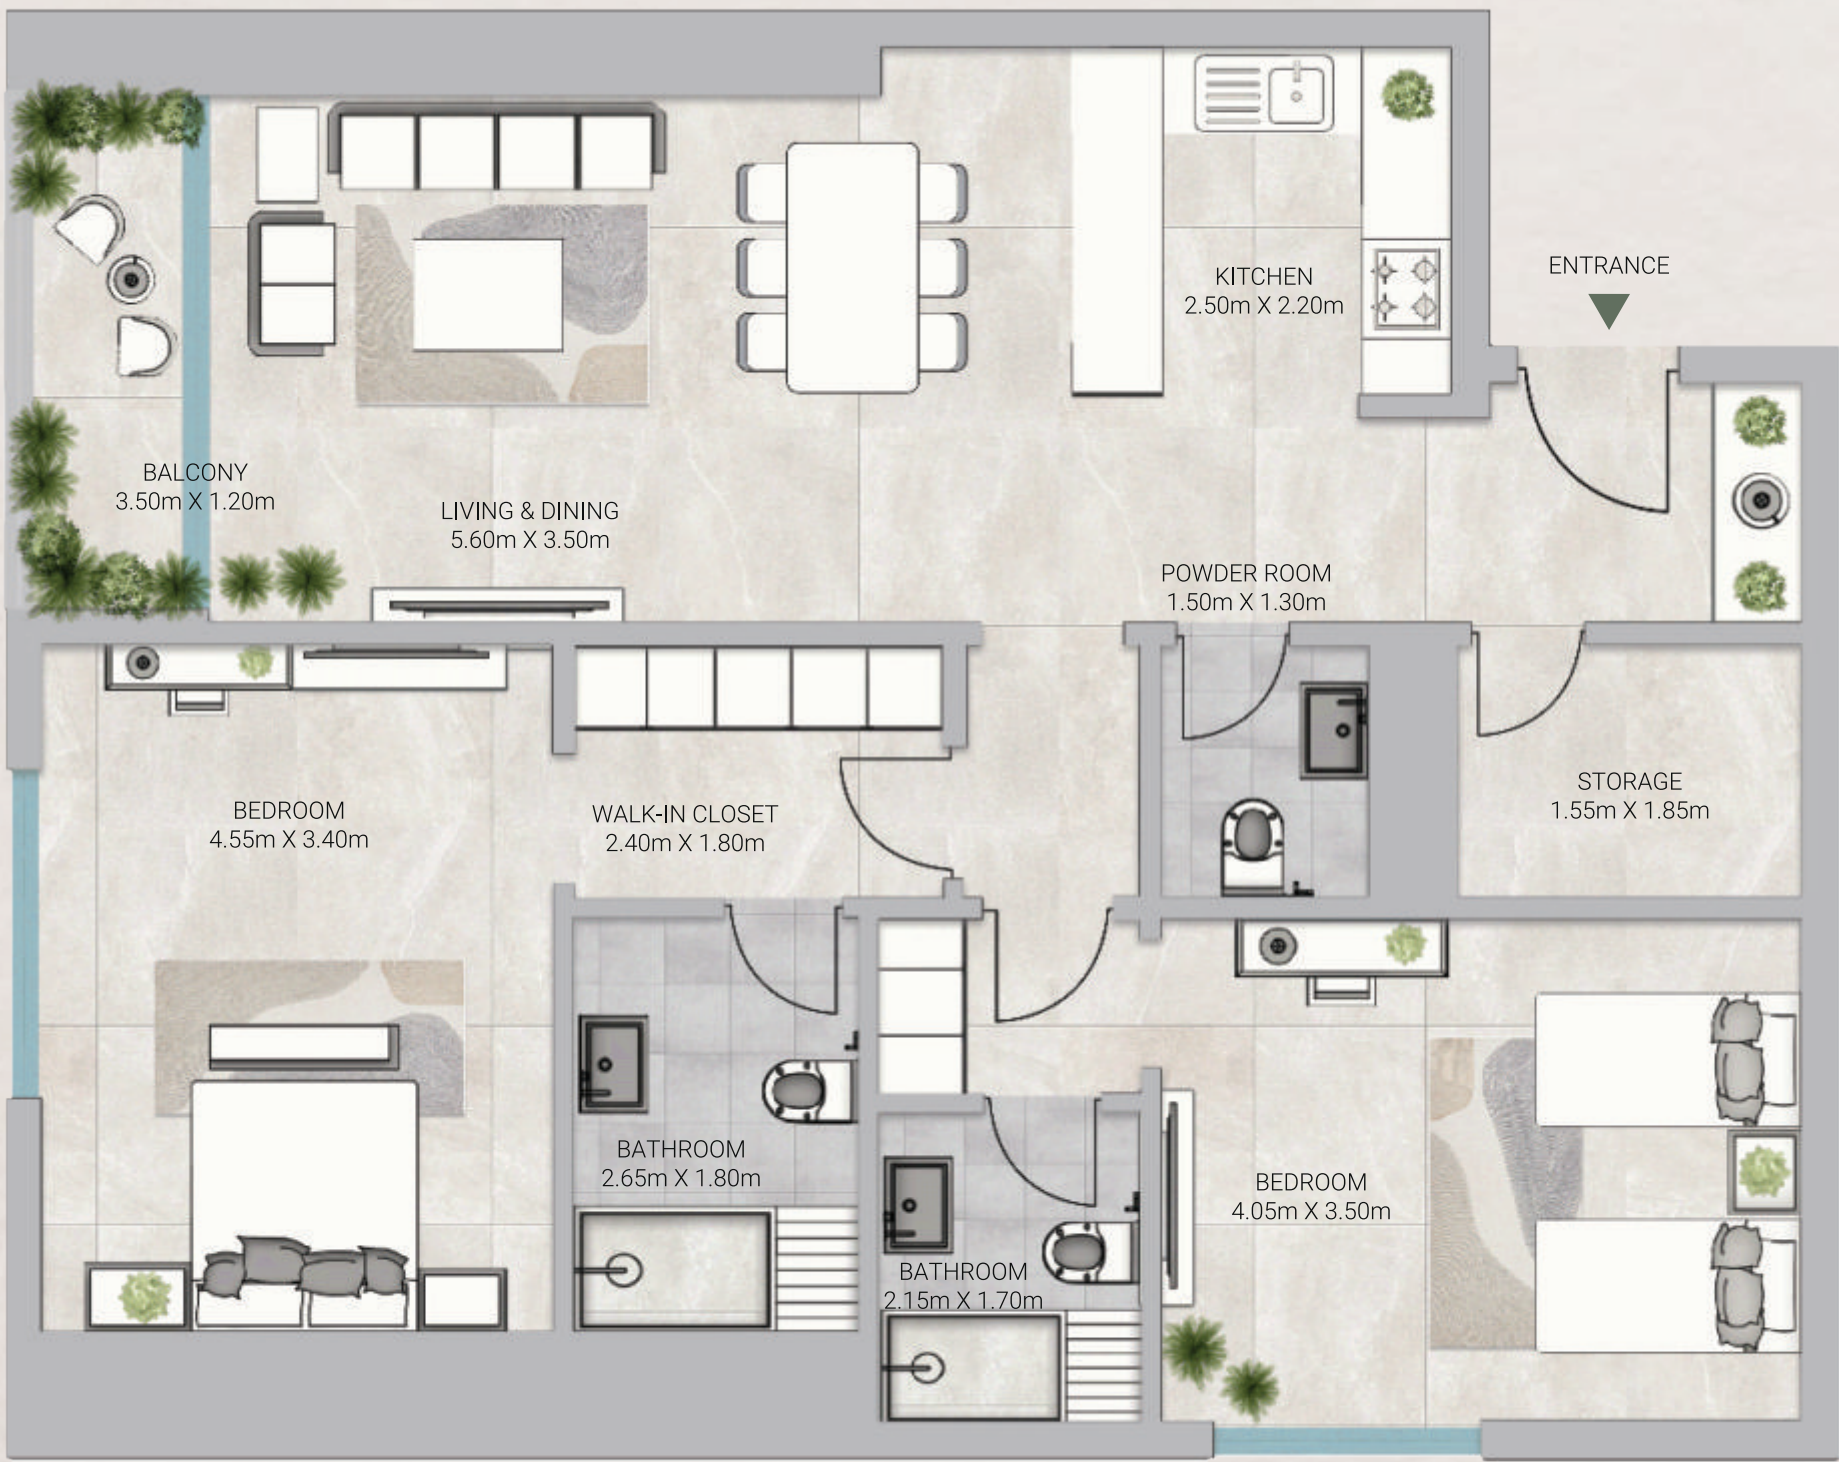 KITCHEN
2.50m X 2.20m
ENTRANCE
BALCONY
3.50m X 1.20m
LIVING & DINING
5.60m X 3.50m
POWDER ROOM
1.50m X 1.30m
BEDROOM
4.55m X 3.40m
WALK-IN CLOSET
2.40m X 1.80m
STORAGE
1.55m X 1.85m
BATHROOM
2.65m X 1.80m
BATHROOM
2.15m X 1.70m
BEDROOM
4.05m X 3.50m